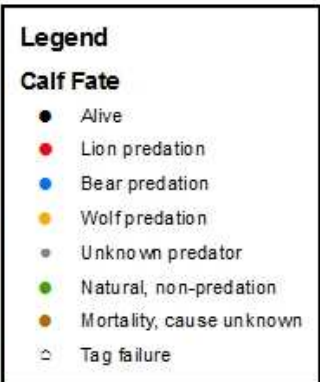 Legend
Calf Fate
Alive
Lion predation
Bear predation
Wolf predation
Unknown predator
Natural, non-predation
Mortality, cause unknown
Tag failure